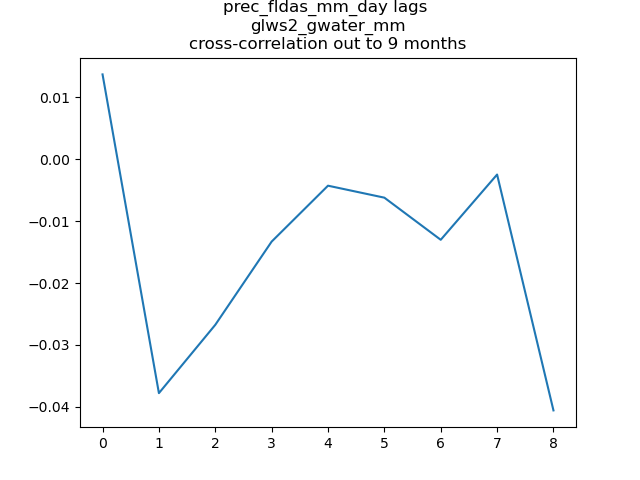 prec_fldas_mm_day lags
glws2_gwater_mm
cross-correlation out to 9 months
0.01
0.00
−0.01
−0.02
−0.03
−0.04
0 1 2 3 4 5 6 7 8